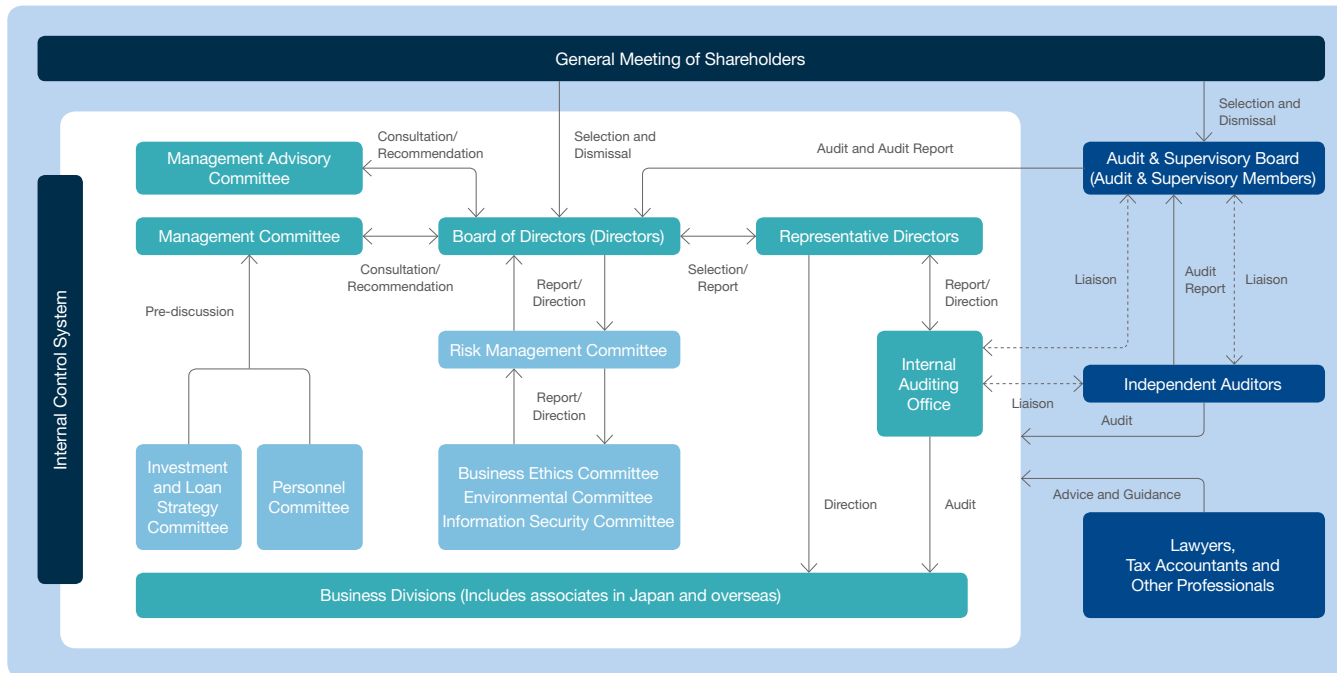 General Meeting of Shareholders
Selection and
Dismissal
Consultation/
Recommendation
Selection and
Dismissal
Audit and Audit Report
Management Advisory
Committee
Audit & Supervisory Board
(Audit & Supervisory Members)
Internal Control System
Management Committee
Board of Directors (Directors)
Representative Directors
Consultation/
Recommendation
Selection/
Report
Report/
Direction
Report/
Direction
Liaison
Audit
Report
Liaison
Pre-discussion
Risk Management Committee
Internal
Auditing
Office
Independent Auditors
Liaison
Report/
Direction
Audit
Investment
and Loan
Strategy
Committee
Personnel
Committee
Business Ethics Committee
Environmental Committee
Information Security Committee
Direction
Audit
Advice and Guidance
Lawyers,
Tax Accountants and
Other Professionals
Business Divisions (Includes associates in Japan and overseas)